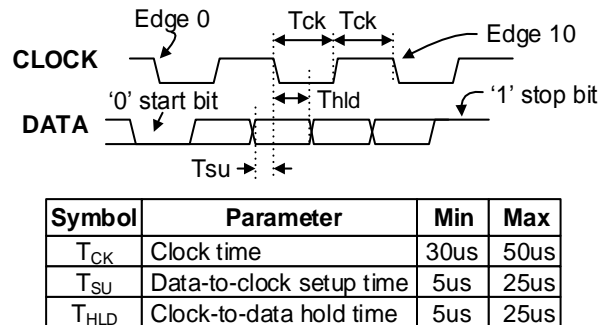 Edge 0
Tck Tck
Edge 10
CLOCK
'0' start bit
Thld
'1' stop bit
DATA
Tsu
Symbol Parameter Min Max
TCK Clock time 30us 50us
TSU Data-to-clock setup time 5us 25us
THLD Clock-to-data hold time 5us 25us